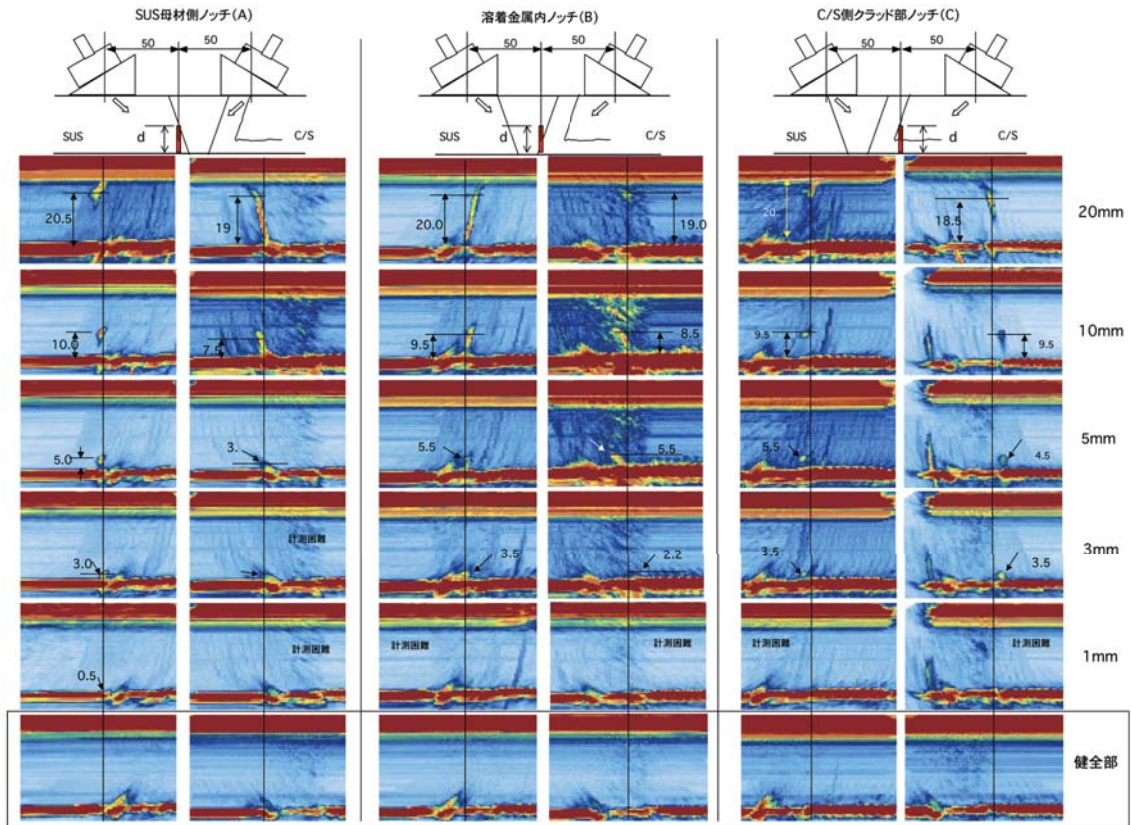 SUS母材側ノッチ(A)
溶着金属内ノッチ(B)
C/S側クラッド部ノッチ(C)
50 50
50 50
50 50
SUS d C/S
SUS d C/S
SUS d C/S
20.5 19 20.0 19.0 20 18.5 20mm
10.0 7.5 9.5 8.5 9.5 9.5 10mm
5.0 3. 5.5 5.5 5.5 4.5 5mm
3.0 計測困難 3.5 2.2 3.5 3.5 3mm
0.5 計測困難 計測困難 計測困難 計測困難 1mm
健全部